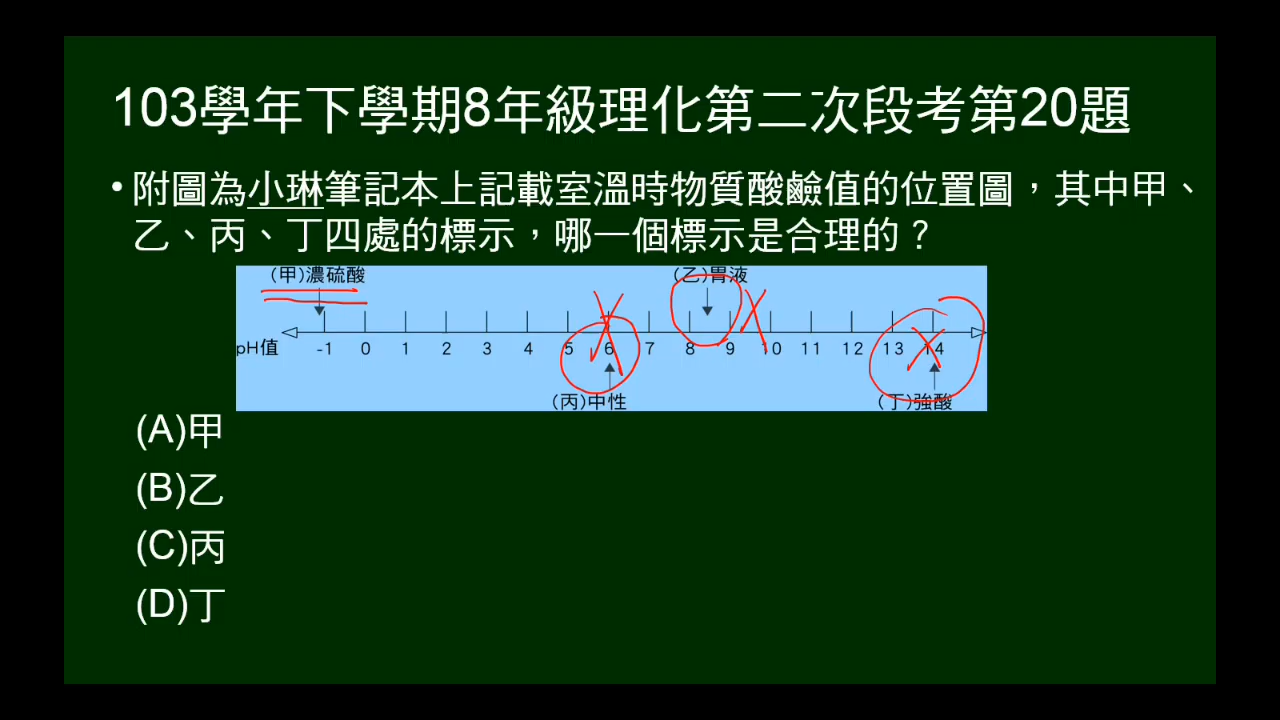 103學年下學期8年級理化第二次段考第20題
•附圖為小琳筆記本上記載室溫時物質酸鹼值的位置圖，其中甲、
乙、丙、丁四處的標示，哪一個標示是合理的？
(甲)濃硫酸 (乙)胃液
pH值 -1 0 1 2 3 4 5 6 7 8 9 10 11 12 13 14
(丙)中性 (丁)強酸
(A)甲
(B)乙
(C)丙
(D)丁